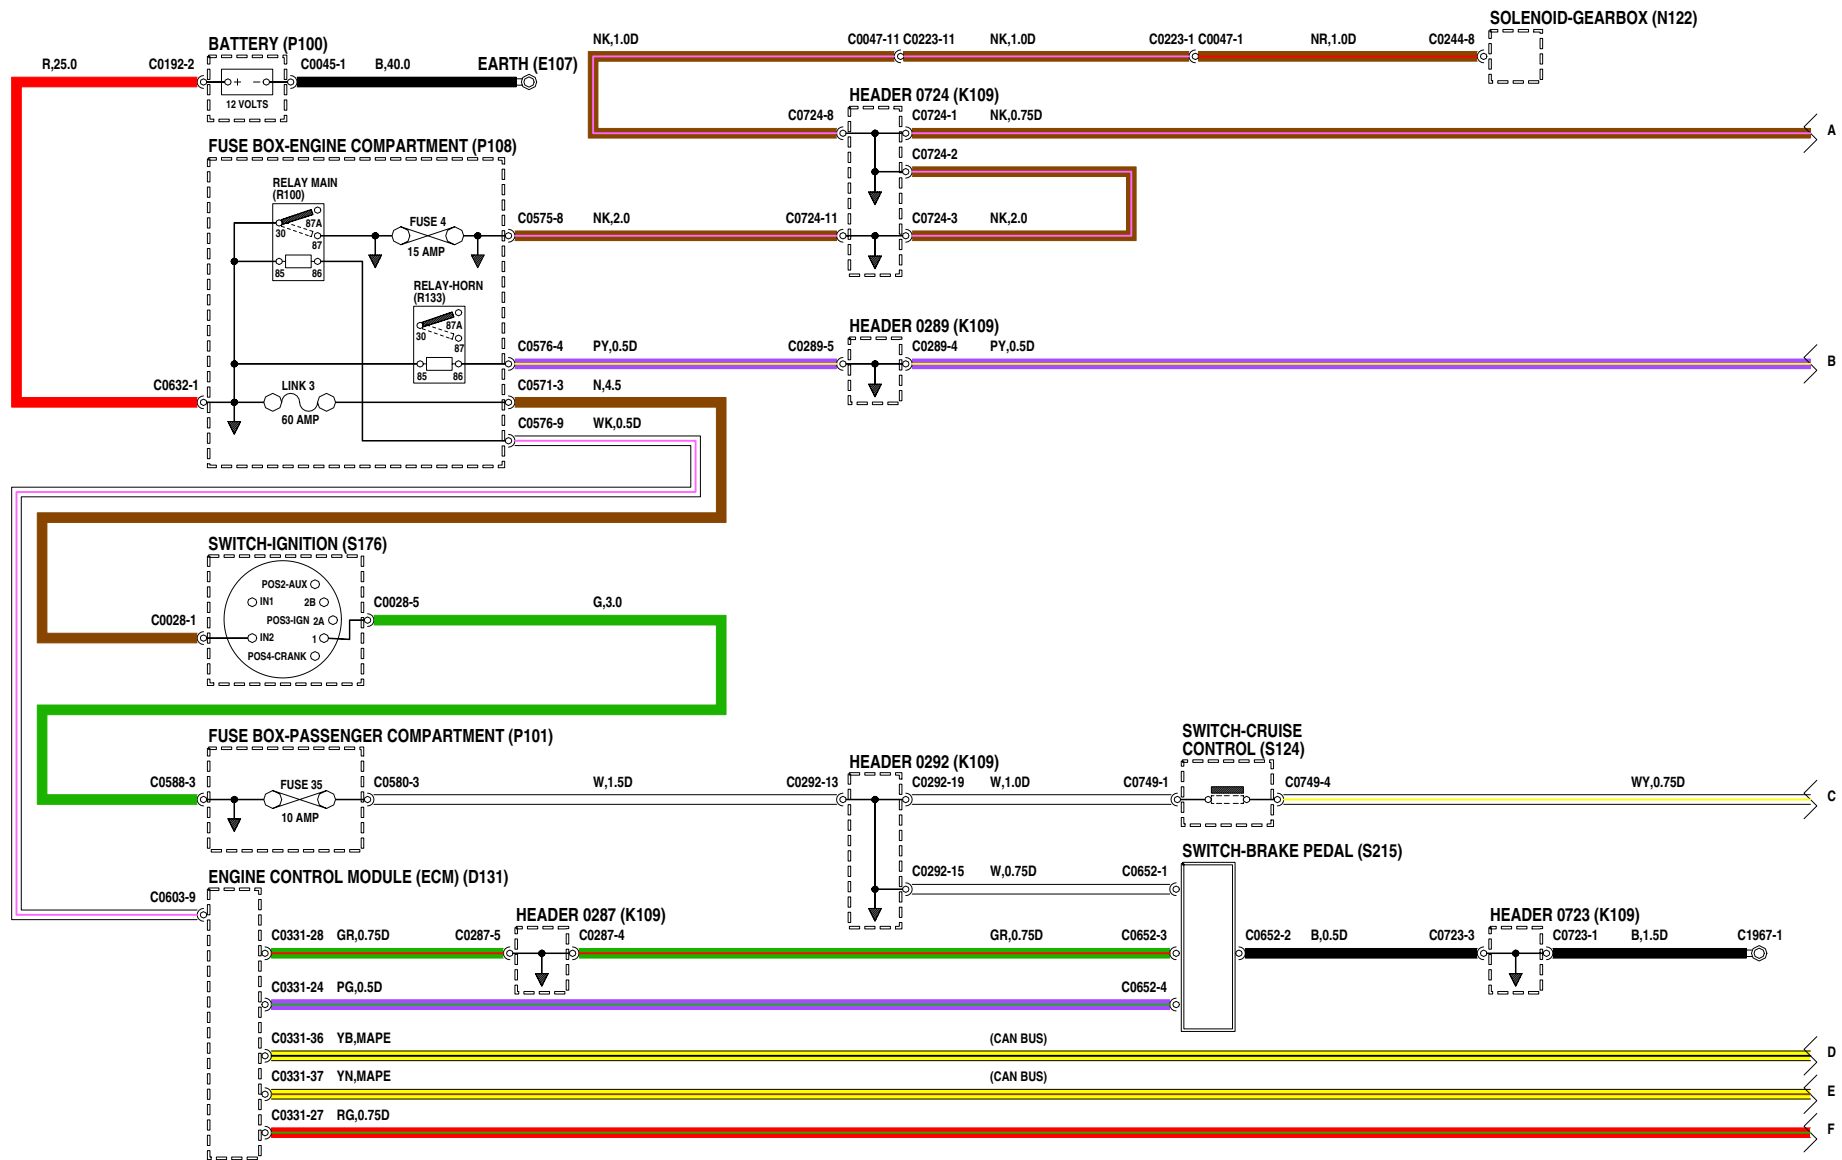 SOLENOID-GEARBOX (N122)
NK,1.0D
C0047-11 C0223-11
NK,1.0D
C0223-1 C0047-1
NR,1.0D
C0244-8
BATTERY (P100)
R,25.0
C0192-2
C0045-1
B,40.0
EARTH (E107)
+ −
12 VOLTS
HEADER 0724 (K109)
C0724-8
C0724-1
NK,0.75D
A
C0724-2
C0724-11
C0724-3
NK,2.0
FUSE BOX-ENGINE COMPARTMENT (P108)
RELAY MAIN
(R100)
87A
30
87
85
86
FUSE 4
15 AMP
C0575-8
NK,2.0
RELAY-HORN
(R133)
87A
30
87
85
86
C0576-4
PY,0.5D
HEADER 0289 (K109)
C0289-5
C0289-4
PY,0.5D
B
C0632-1
LINK 3
60 AMP
C0571-3
N,4.5
C0576-9
WK,0.5D
SWITCH-IGNITION (S176)
POS2-AUX
IN1
2B
POS3-IGN 2A
IN2
1
POS4-CRANK
C0028-1
C0028-5
G,3.0
FUSE BOX-PASSENGER COMPARTMENT (P101)
C0588-3
FUSE 35
10 AMP
C0580-3
W,1.5D
HEADER 0292 (K109)
C0292-13
C0292-19
W,1.0D
C0749-1
SWITCH-CRUISE
CONTROL (S124)
C0749-4
WY,0.75D
C
C0292-15
W,0.75D
C0652-1
SWITCH-BRAKE PEDAL (S215)
ENGINE CONTROL MODULE (ECM) (D131)
C0603-9
C0331-28
GR,0.75D
C0287-5
HEADER 0287 (K109)
C0287-4
GR,0.75D
C0652-3
C0652-2
B,0.5D
C0723-3
HEADER 0723 (K109)
C0723-1
B,1.5D
C1967-1
C0331-24
PG,0.5D
C0652-4
C0331-36
YB,MAPE
(CAN BUS)
D
C0331-37
YN,MAPE
(CAN BUS)
E
C0331-27
RG,0.75D
F